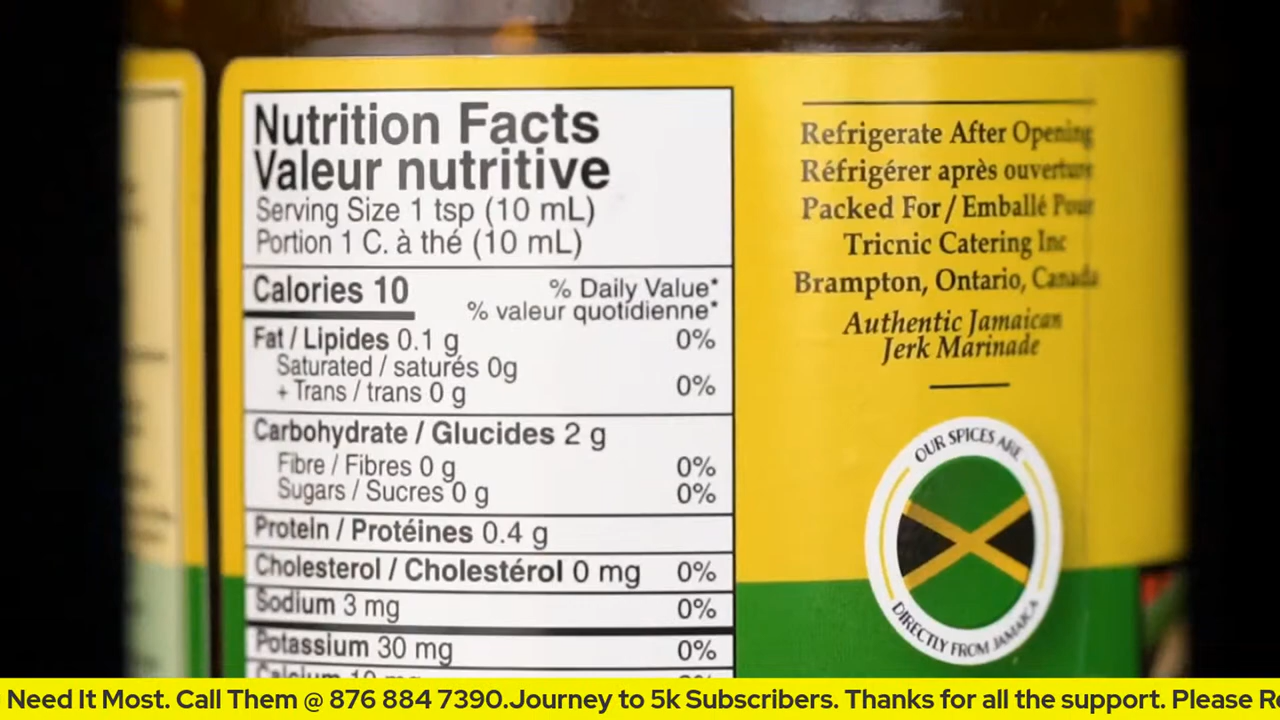 Nutrition Facts
Valeur nutritive
Serving Size 1 tsp (10 mL)
Portion 1 C. à thé (10 mL)
Calories 10
% Daily Value*
% valeur quotidienne*
Fat / Lipides 0.1 g 0%
Saturated / saturés 0g
+ Trans / trans 0 g 0%
Carbohydrate / Glucides 2 g
Fibre / Fibres 0 g 0%
Sugars / Sucres 0 g 0%
Protein / Protéines 0.4 g
Cholesterol / Cholestérol 0 mg 0%
Sodium 3 mg 0%
Potassium 30 mg 0%
Calcium 10 mg
Refrigerate After Opening
Réfrigérer après ouverture
Packed For / Emballé Pour
Tricnic Catering Inc
Brampton, Ontario, Canada
Authentic Jamaican
Jerk Marinade
OUR SPICES ARE
DIRECTLY FROM JAMAICA
Need It Most. Call Them @ 876 884 7390.Journey to 5k Subscribers. Thanks for all the support. Please